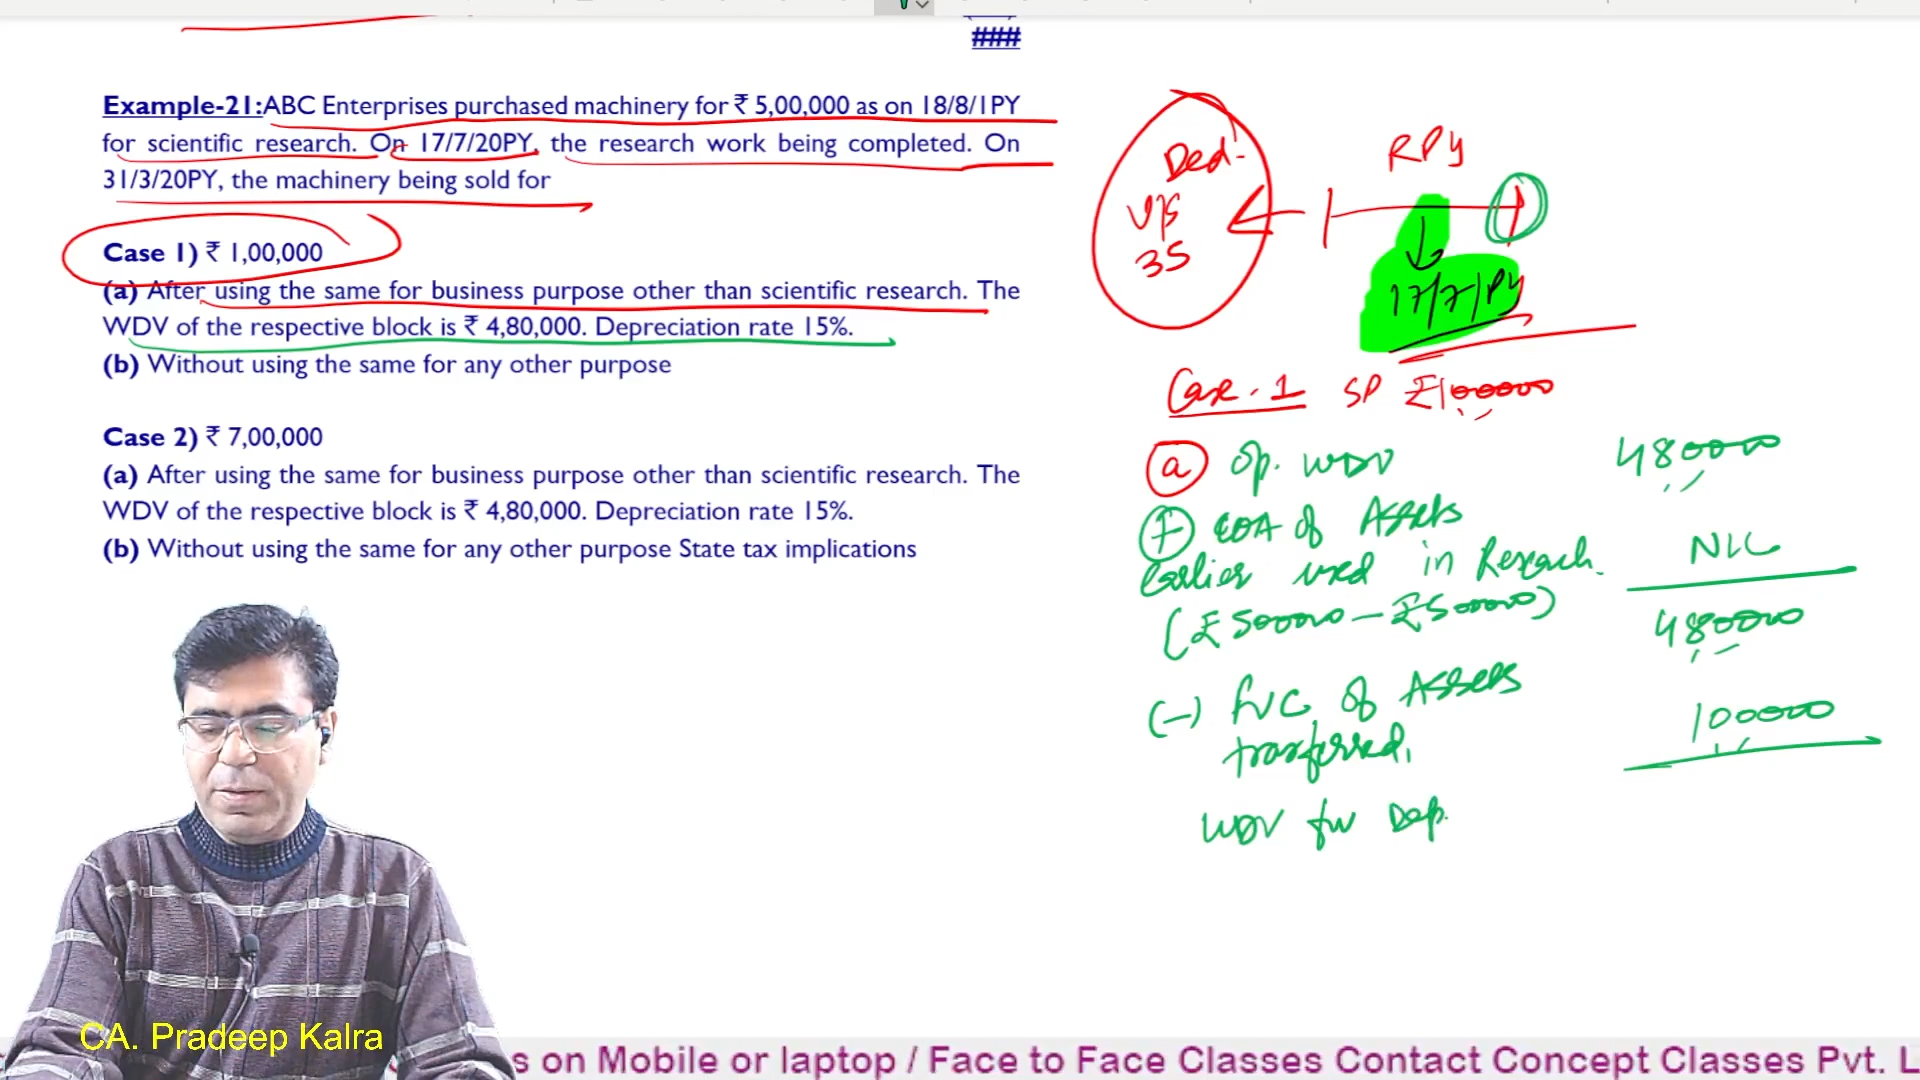 ###
Example-21:ABC Enterprises purchased machinery for ₹ 5,00,000 as on 18/8/1PY
for scientific research. On 17/7/20PY, the research work being completed. On
31/3/20PY, the machinery being sold for
Case 1) ₹ 1,00,000
(a) After using the same for business purpose other than scientific research. The
WDV of the respective block is ₹ 4,80,000. Depreciation rate 15%.
(b) Without using the same for any other purpose
Case 2) ₹ 7,00,000
(a) After using the same for business purpose other than scientific research. The
WDV of the respective block is ₹ 4,80,000. Depreciation rate 15%.
(b) Without using the same for any other purpose State tax implications
Ded.
U/S
35
RPY
17/7/PY
Case. 1 SP ₹100000
(a) Op. WDV 480000
(+) COA of Assets
Earlier used in Research. NIL
(₹500000 - ₹500000) 480000
(-) FVC of Assets
transferred, 100000
WDV for Dep.
CA. Pradeep Kalra
s on Mobile or laptop / Face to Face Classes Contact Concept Classes Pvt. L